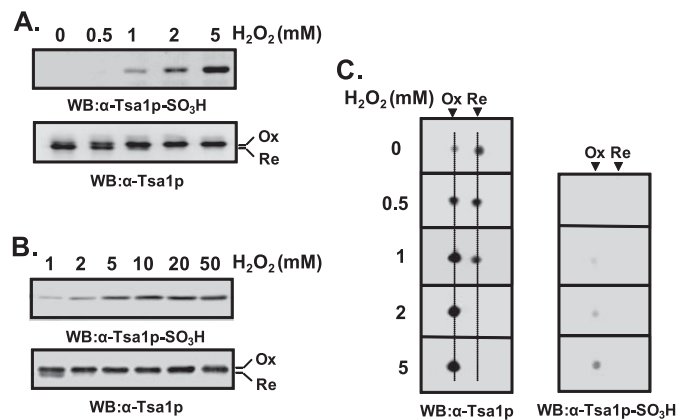 A.
0 0.5 1 2 5 H₂O₂(mM)
WB:α-Tsa1p-SO₃H
Ox
Re
WB:α-Tsa1p
B.
1 2 5 10 20 50 H₂O₂(mM)
WB:α-Tsa1p-SO₃H
Ox
Re
WB:α-Tsa1p
C.
H₂O₂(mM) Ox Re
0
0.5
1
2
5
WB:α-Tsa1p
Ox Re
WB:α-Tsa1p-SO₃H